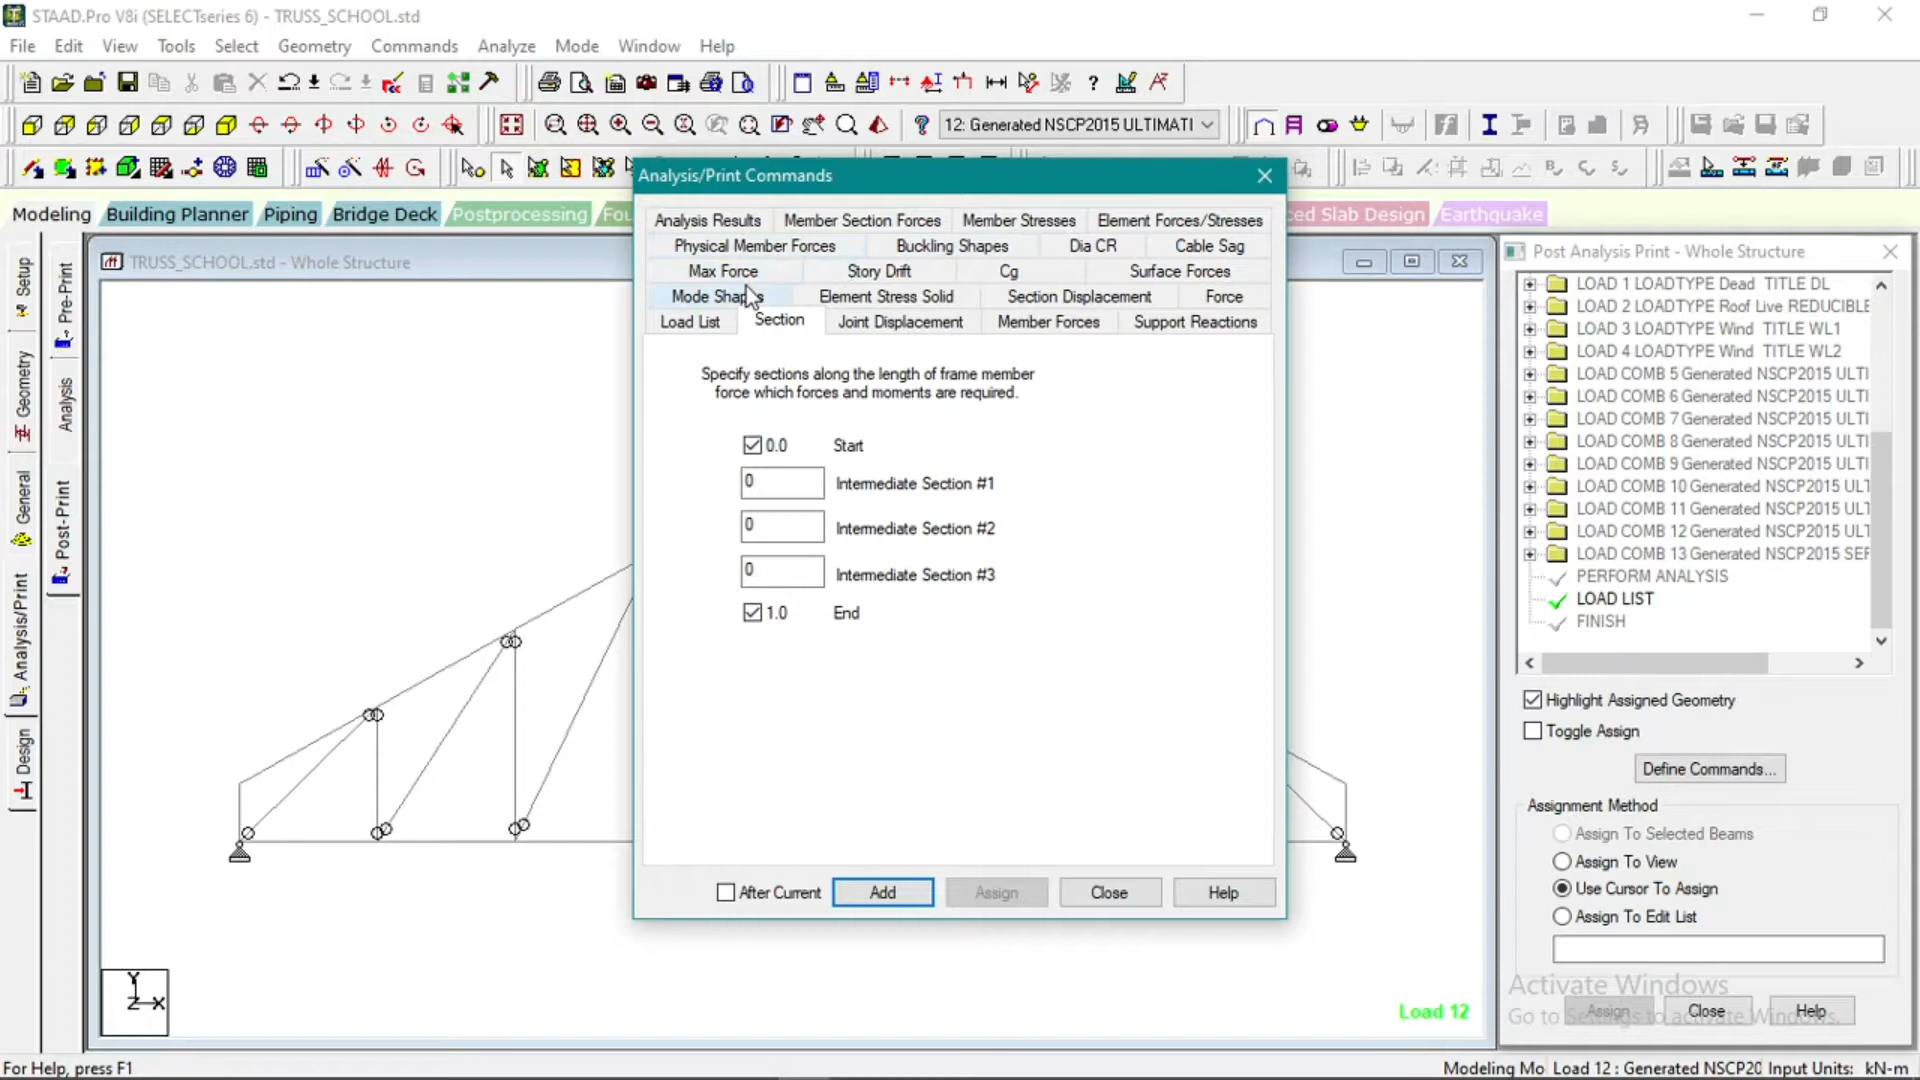 STAAD.Pro V8i (SELECTseries 6) - TRUSS_SCHOOL.std
File Edit View Tools Select Geometry Commands Analyze Mode Window Help
12: Generated NSCP2015 ULTIMATI
Modeling Building Planner Piping Bridge Deck Postprocessing Fou ced Slab Design Earthquake
Setup
Geometry
General
Analysis/Print
Design
Pre-Print
Analysis
Post-Print
TRUSS_SCHOOL.std - Whole Structure
Load 12
Y
Z X
Analysis/Print Commands
Analysis Results Member Section Forces Member Stresses Element Forces/Stresses
Physical Member Forces Buckling Shapes Dia CR Cable Sag
Max Force Story Drift Cg Surface Forces
Mode Shapes Element Stress Solid Section Displacement Force
Load List Section Joint Displacement Member Forces Support Reactions
Specify sections along the length of frame member
force which forces and moments are required.
0.0 Start
0 Intermediate Section #1
0 Intermediate Section #2
0 Intermediate Section #3
1.0 End
After Current Add Assign Close Help
Post Analysis Print - Whole Structure
LOAD 1 LOADTYPE Dead TITLE DL
LOAD 2 LOADTYPE Roof Live REDUCIBLE
LOAD 3 LOADTYPE Wind TITLE WL1
LOAD 4 LOADTYPE Wind TITLE WL2
LOAD COMB 5 Generated NSCP2015 ULTI
LOAD COMB 6 Generated NSCP2015 ULTI
LOAD COMB 7 Generated NSCP2015 ULTI
LOAD COMB 8 Generated NSCP2015 ULTI
LOAD COMB 9 Generated NSCP2015 ULTI
LOAD COMB 10 Generated NSCP2015 ULT
LOAD COMB 11 Generated NSCP2015 ULT
LOAD COMB 12 Generated NSCP2015 ULT
LOAD COMB 13 Generated NSCP2015 SEF
PERFORM ANALYSIS
LOAD LIST
FINISH
Highlight Assigned Geometry
Toggle Assign
Define Commands...
Assignment Method
Assign To Selected Beams
Assign To View
Use Cursor To Assign
Assign To Edit List
Activate Windows
Go to Settings to activate Windows.
Assign Close Help
For Help, press F1
Modeling Mo Load 12 : Generated NSCP20 Input Units: kN-m